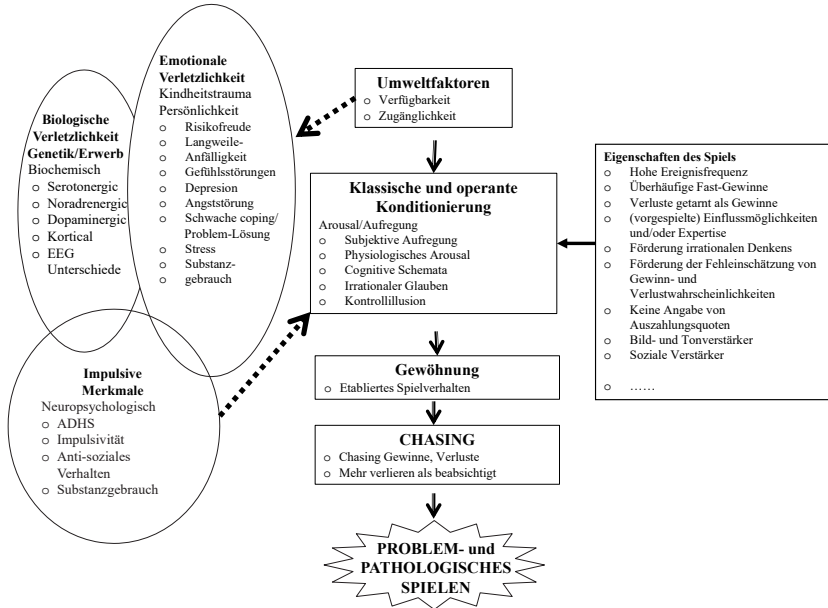 Emotionale
Verletzlichkeit
Kindheitstrauma
Persönlichkeit
o Risikofreude
o Langweile-
o Anfälligkeit
o Gefühlsstörungen
o Depresion
o Angststörung
o Schwache coping/
Problem-Lösung
o Stress
o Substanz-
o gebrauch
Biologische
Verletzlichkeit
Genetik/Erwerb
Biochemisch
o Serotonergic
o Noradrenergic
o Dopaminergic
o Kortical
o EEG
Unterschiede
Impulsive
Merkmale
Neuropsychologisch
o ADHS
o Impulsivität
o Anti-soziales
Verhalten
o Substanzgebrauch
Umweltfaktoren
o Verfügbarkeit
o Zugänglichkeit
Klassische und operante
Konditionierung
Arousal/Aufregung
o Subjektive Aufregung
o Physiologisches Arousal
o Cognitive Schemata
o Irrationaler Glauben
o Kontrollillusion
Gewöhnung
o Etabliertes Spielverhalten
CHASING
o Chasing Gewinne, Verluste
o Mehr verlieren als beabsichtigt
PROBLEM- und
PATHOLOGISCHES
SPIELEN
Eigenschaften des Spiels
o Hohe Ereignisfrequenz
o Überhäufige Fast-Gewinne
o Verluste getarnt als Gewinne
o (vorgespielte) Einflussmöglichkeiten
und/oder Expertise
o Förderung irrationalen Denkens
o Förderung der Fehleinschätzung von
Gewinn- und
Verlustwahrscheinlichkeiten
o Keine Angabe von
Auszahlungsquoten
o Bild- und Tonverstärker
o Soziale Verstärker
o ……